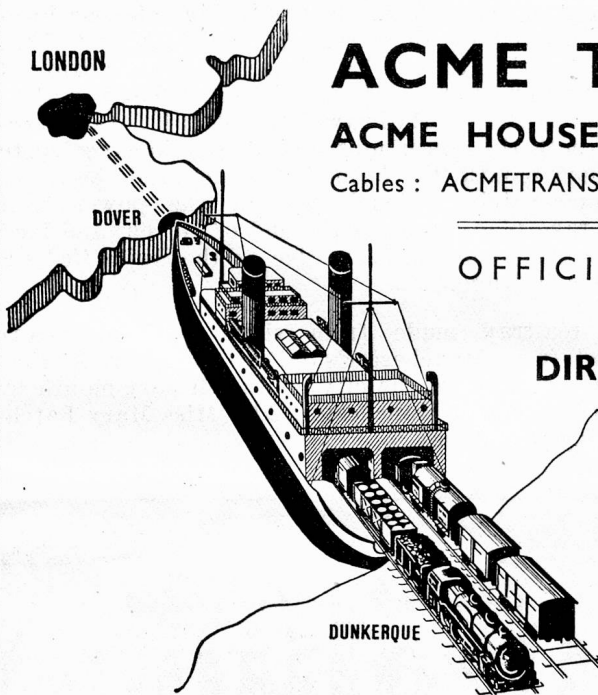 LONDON
ACME T
ACME HOUSE
Cables : ACMETRANS
DOVER
OFFICI
DIR
DUNKERQUE